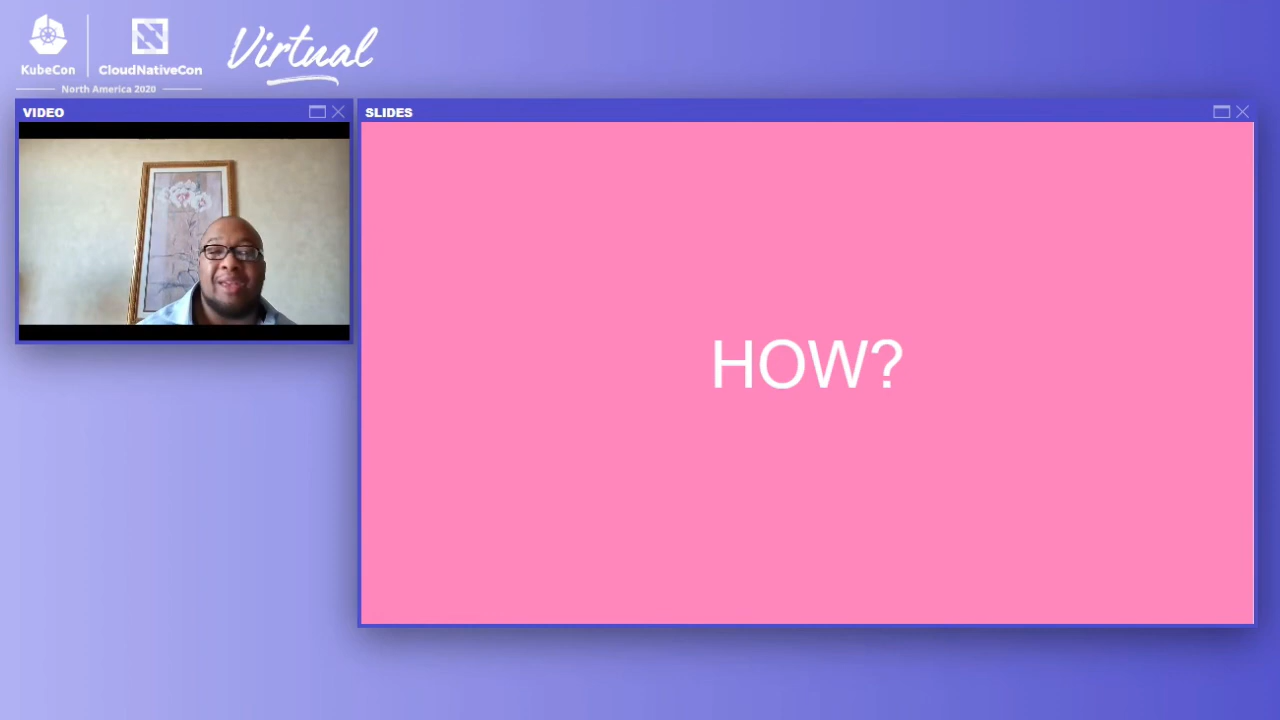 KubeCon
CloudNativeCon
North America 2020
Virtual
VIDEO
SLIDES
HOW?